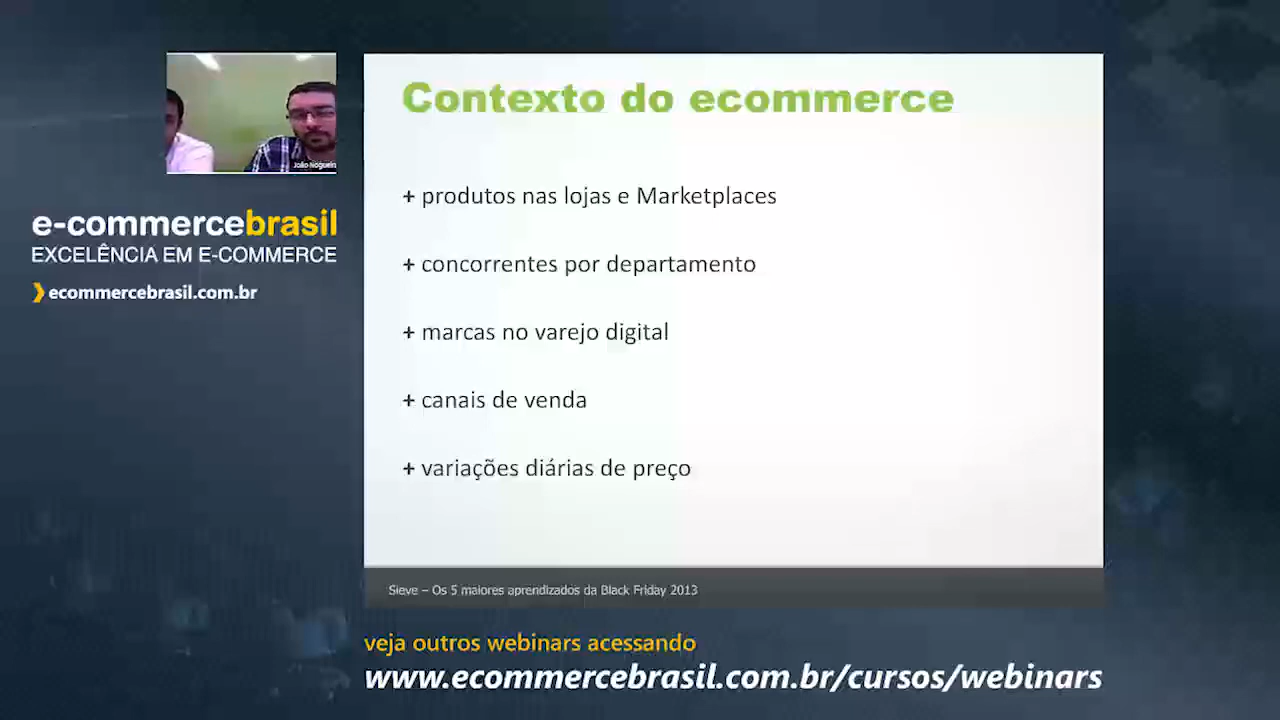 João Nogueira
e-commercebrasil
EXCELÊNCIA EM E-COMMERCE
❯ecommercebrasil.com.br
Contexto do ecommerce
+ produtos nas lojas e Marketplaces
+ concorrentes por departamento
+ marcas no varejo digital
+ canais de venda
+ variações diárias de preço
Sieve – Os 5 maiores aprendizados da Black Friday 2013
veja outros webinars acessando
www.ecommercebrasil.com.br/cursos/webinars